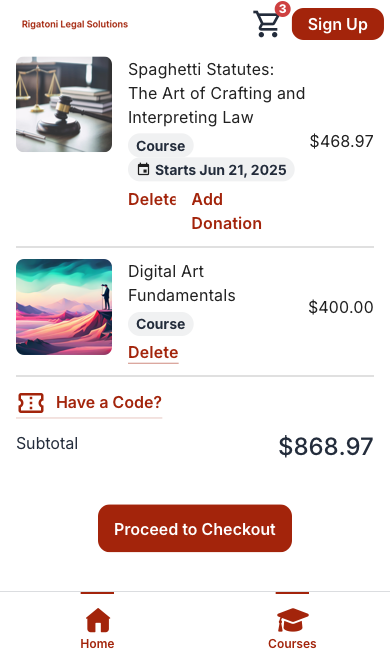 Rigatoni Legal Solutions
3
Sign Up
Spaghetti Statutes:
The Art of Crafting and
Interpreting Law
$468.97
Course
Starts Jun 21, 2025
Delete
Add
Donation
Digital Art
Fundamentals
$400.00
Course
Delete
Have a Code?
Subtotal
$868.97
Proceed to Checkout
Home
Courses